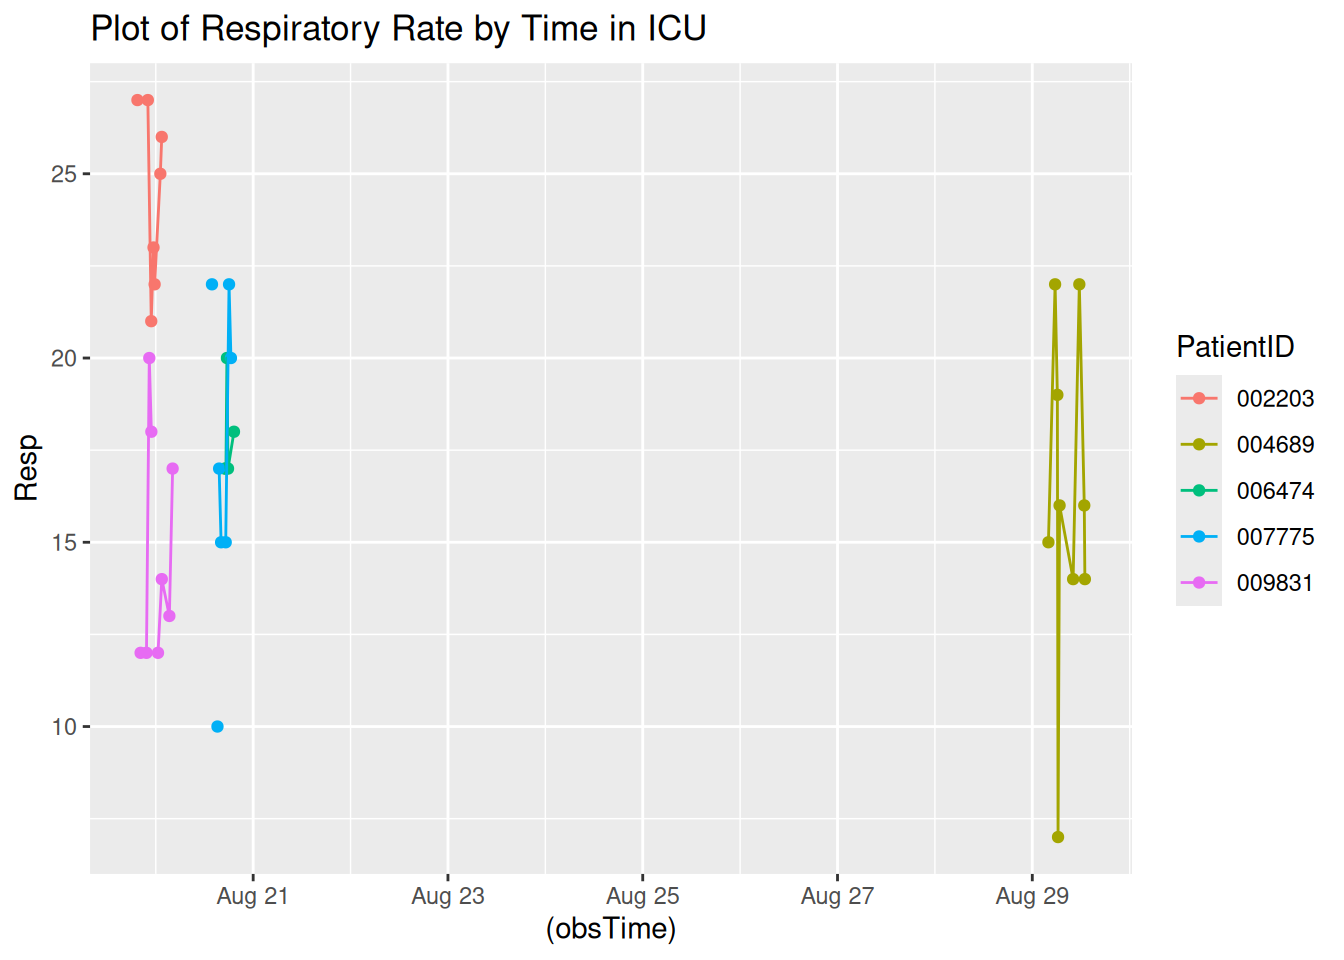 Plot of Respiratory Rate by Time in ICU
25
20
15
10
Resp
Aug 21
Aug 23
Aug 25
Aug 27
Aug 29
(obsTime)
PatientID
002203
004689
006474
007775
009831